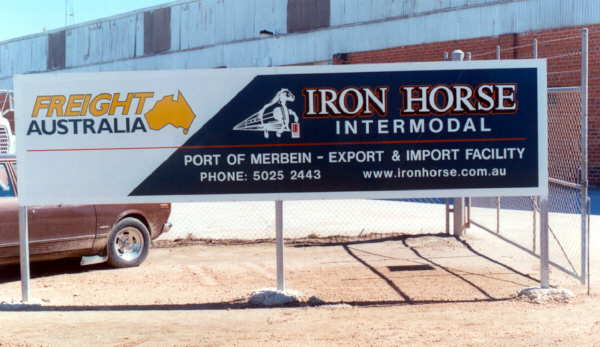 FREIGHT
AUSTRALIA
IRON HORSE
INTERMODAL
PORT OF MERBEIN - EXPORT & IMPORT FACILITY
PHONE: 5025 2443 www.ironhorse.com.au